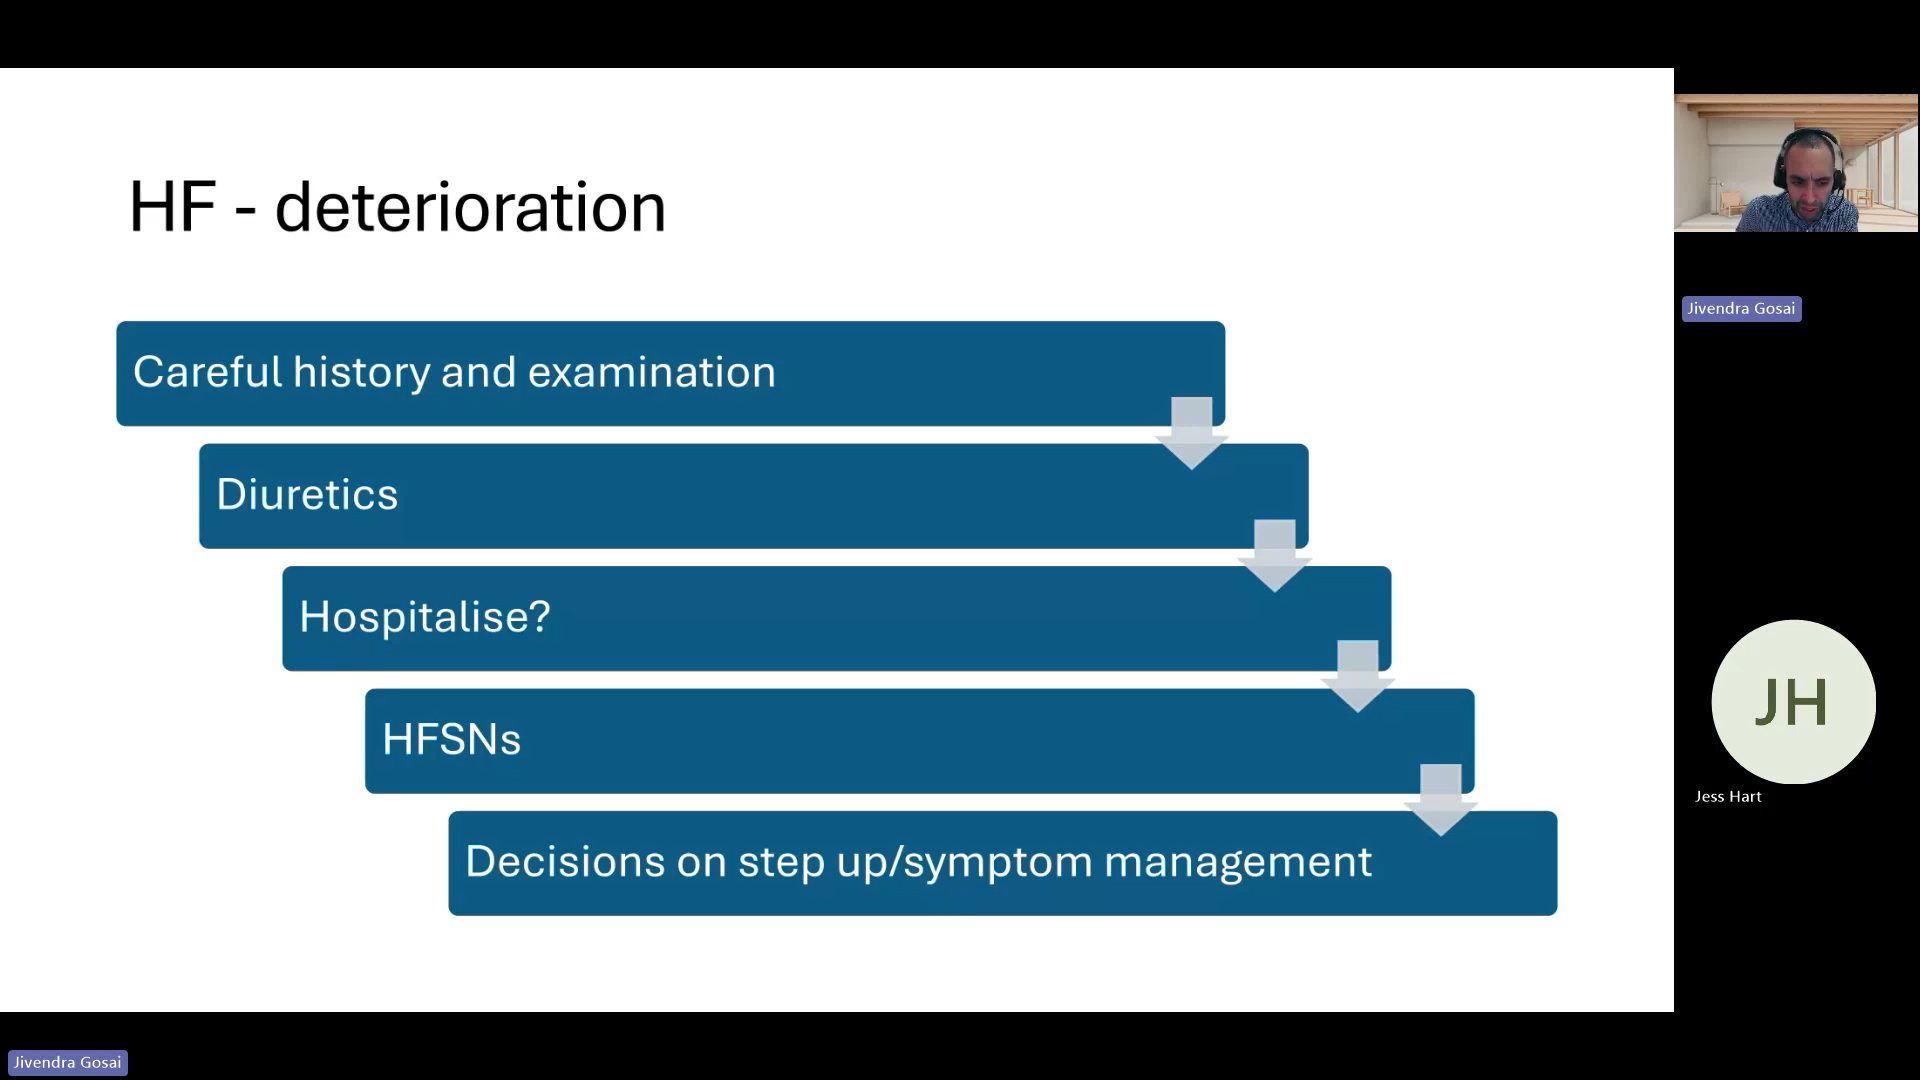 HF - deterioration
Careful history and examination
Diuretics
Hospitalise?
HFSNs
Decisions on step up/symptom management
Jivendra Gosai
JH
Jess Hart
Jivendra Gosai